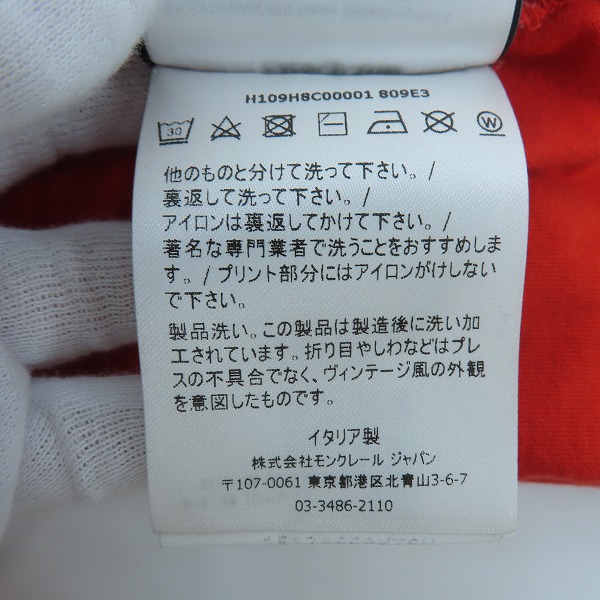 H109H8C00001 809E3
30
W
他のものと分けて洗って下さい。/
裏返して洗って下さい。/
アイロンは裏返してかけて下さい。/
著名な専門業者で洗うことをおすすめしま
す。/ プリント部分にはアイロンがけしない
で下さい。
製品洗い。この製品は製造後に洗い加
工されています。折り目やしわなどはプレ
スの不具合でなく、ヴィンテージ風の外観
を意図したものです。
イタリア製
株式会社モンクレール ジャパン
〒107-0061 東京都港区北青山3-6-7
03-3486-2110